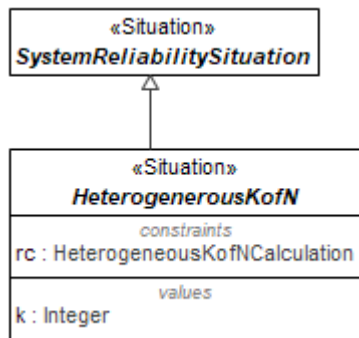 «Situation»
SystemReliabilitySituation
«Situation»
HeterogenerousKofN
constraints
rc : HeterogeneousKofNCalculation
values
k : Integer